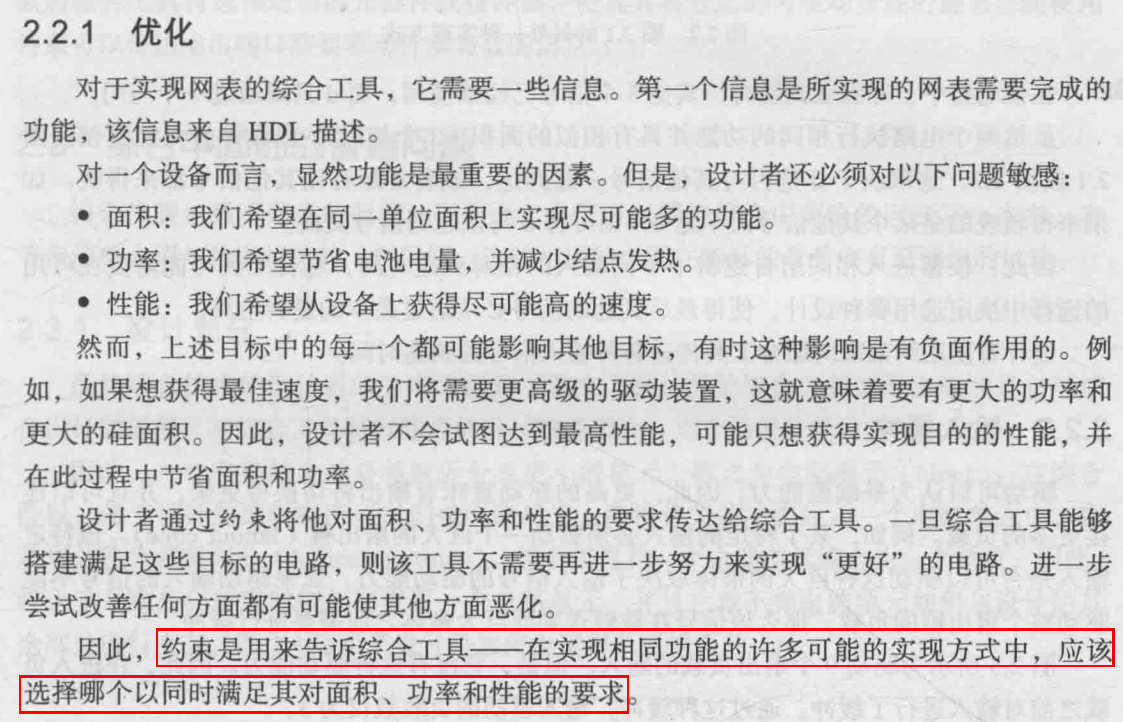 2.2.1 优化
对于实现网表的综合工具，它需要一些信息。第一个信息是所实现的网表需要完成的
功能。该信息来自 HDL 描述。
对一个设备而言，显然功能是最重要的因素。但是，设计者还必须对以下问题敏感：
● 面积：我们希望在同一单位面积上实现尽可能多的功能。
● 功率：我们希望节省电池电量，并减少结点发热。
● 性能：我们希望从设备上获得尽可能高的速度。
然而，上述目标中的每一个都可能影响其他目标，有时这种影响是有负面作用的。例
如，如果想获得最佳速度，我们将需要更高级的驱动装置，这就意味着要有更大的功率和
更大的硅面积。因此，设计者不会试图达到最高性能，可能只想获得实现目的的性能，并
在此过程中节省面积和功率。
设计者通过约束将他对面积、功率和性能的要求传达给综合工具。一旦综合工具能够
搭建满足这些目标的电路，则该工具不需要再进一步努力来实现“更好”的电路。进一步
尝试改善任何方面都有可能使其他方面恶化。
因此，约束是用来告诉综合工具——在实现相同功能的许多可能的实现方式中，应该
选择哪个以同时满足其对面积、功率和性能的要求。